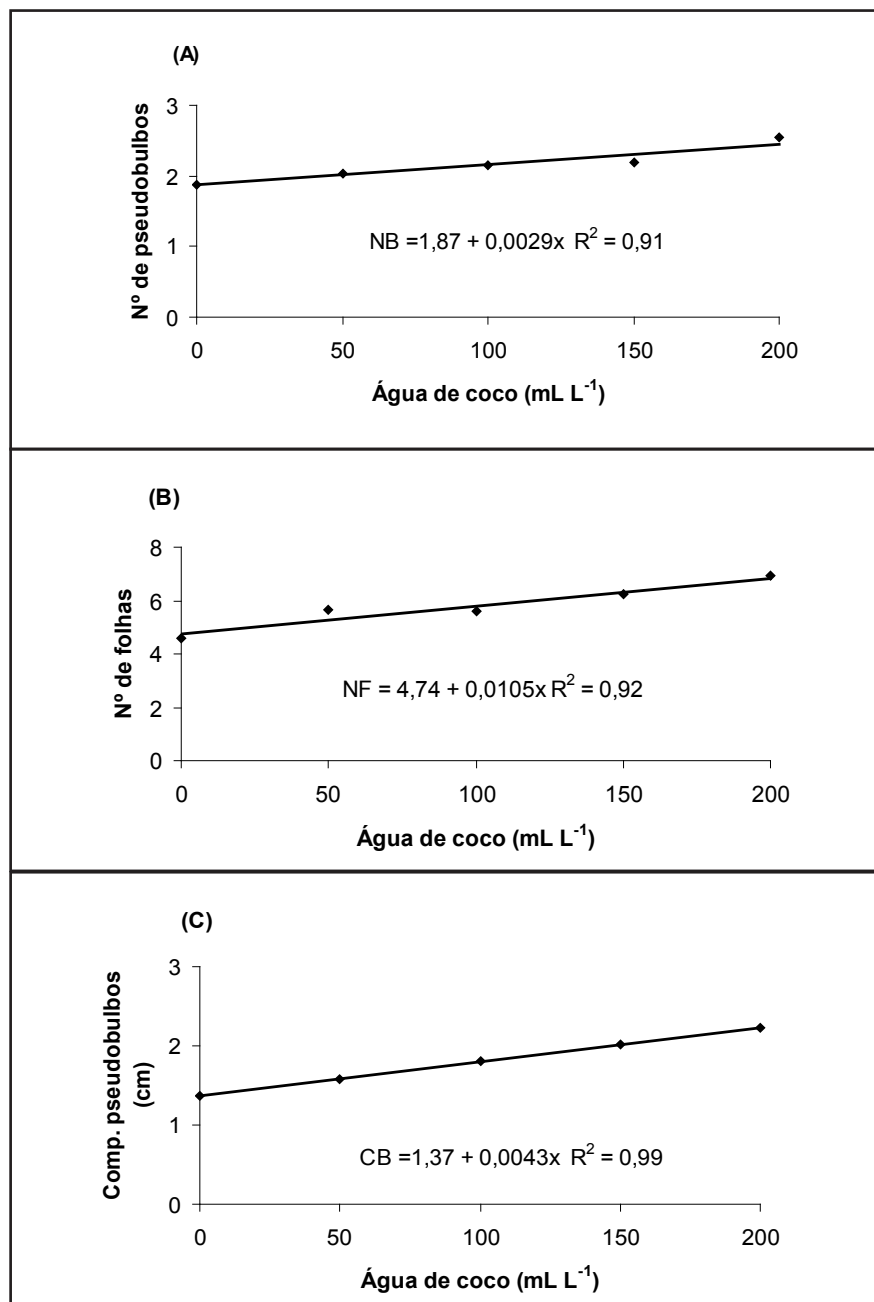 (A)
Nº de pseudobulbos
3
2
1
0
NB =1,87 + 0,0029x R² = 0,91
0 50 100 150 200
Água de coco (mL L⁻¹)
(B)
Nº de folhas
8
6
4
2
0
NF = 4,74 + 0,0105x R² = 0,92
0 50 100 150 200
Água de coco (mL L⁻¹)
(C)
Comp. pseudobulbos
(cm)
3
2
1
0
CB =1,37 + 0,0043x R² = 0,99
0 50 100 150 200
Água de coco (mL L⁻¹)